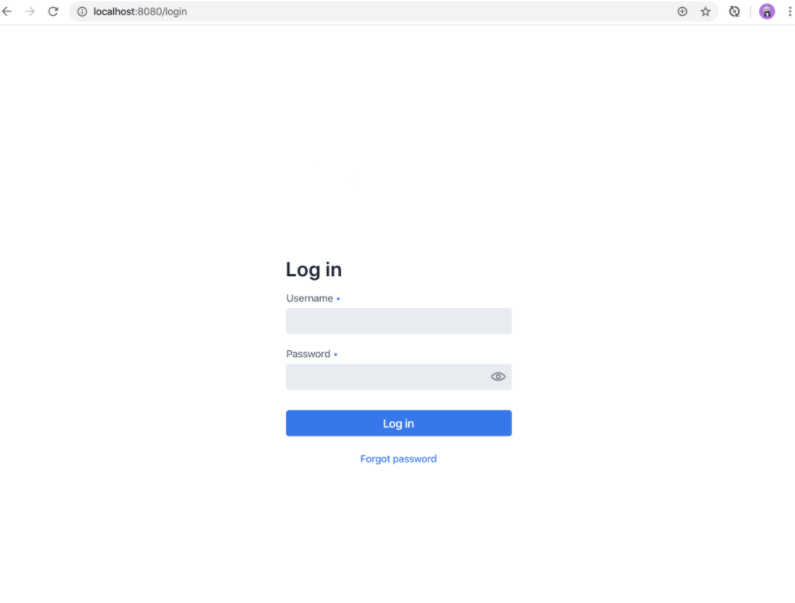 localhost:8080/login
Log in
Username •
Password •
Log in
Forgot password